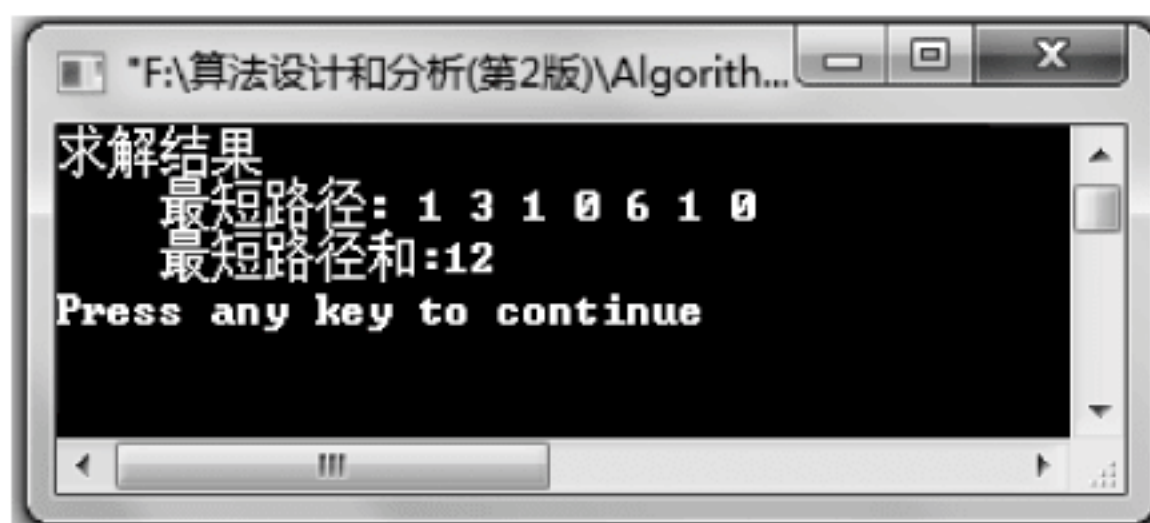 "F:\算法设计和分析(第2版)\Algorith...
求解结果
最短路径: 1 3 1 0 6 1 0
最短路径和:12
Press any key to continue